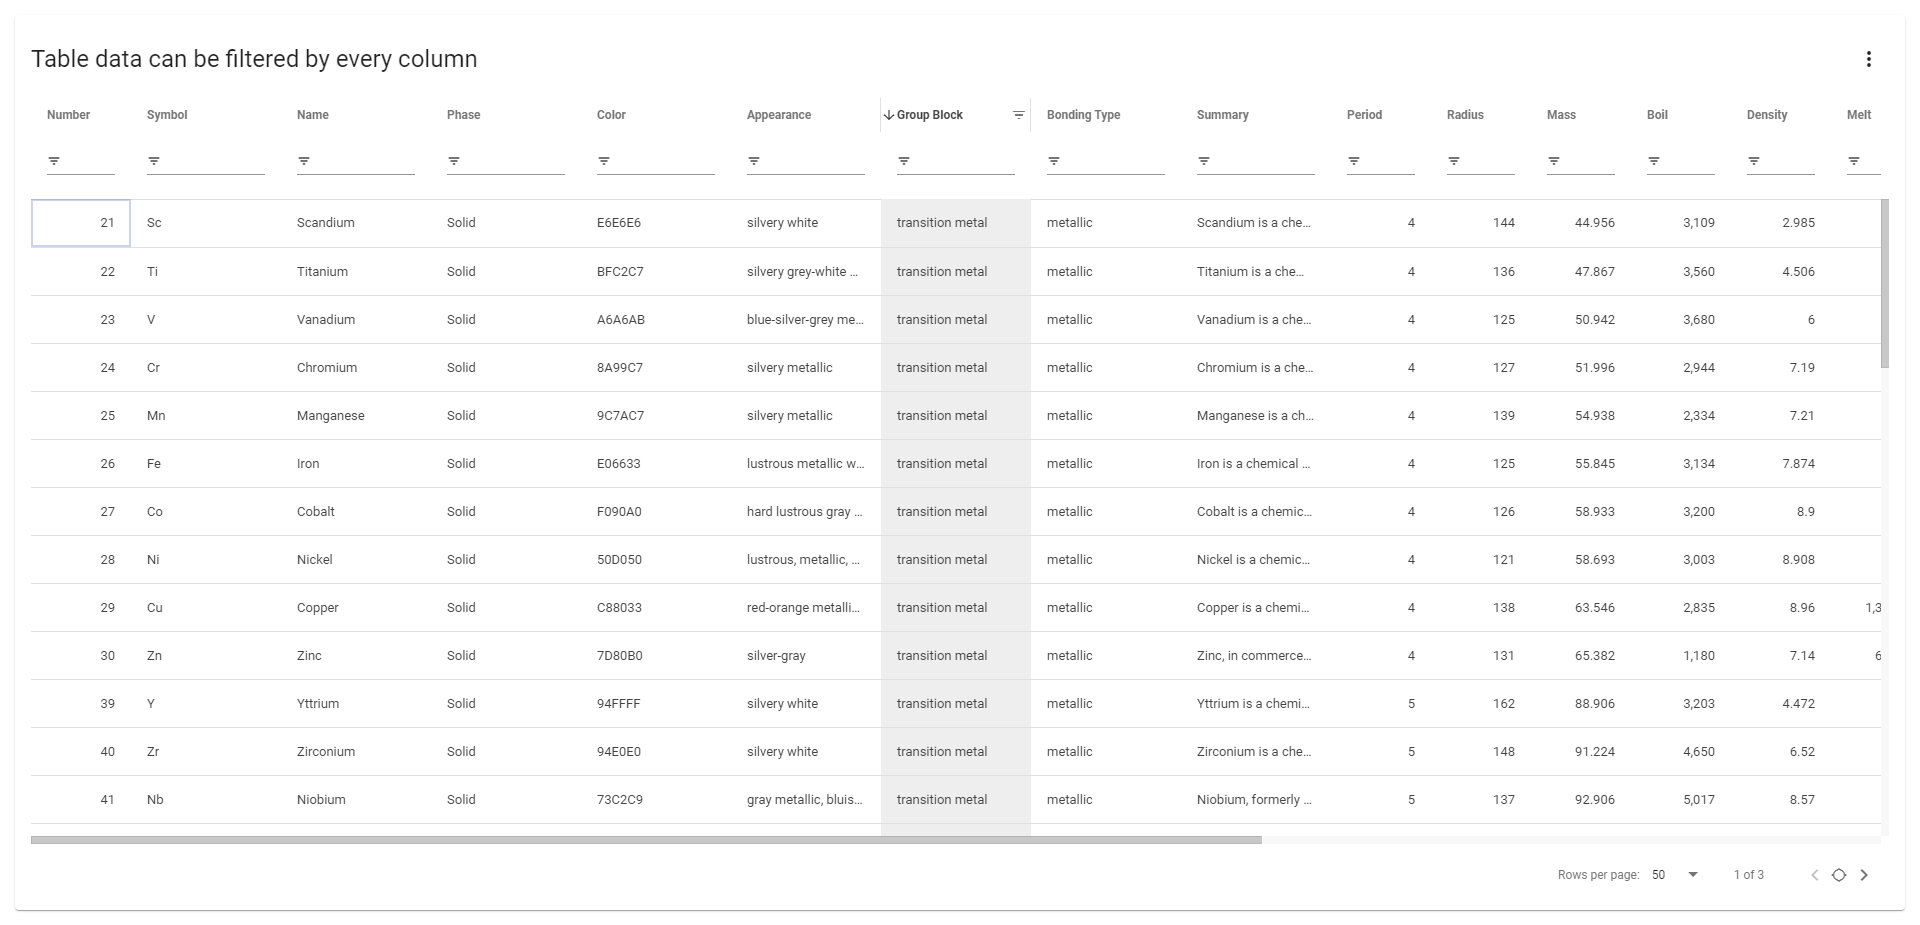 Table data can be filtered by every column
Number Symbol Name Phase Color Appearance Group Block Bonding Type Summary Period Radius Mass Boil Density Melt
21 Sc Scandium Solid E6E6E6 silvery white transition metal metallic Scandium is a che... 4 144 44.956 3,109 2.985
22 Ti Titanium Solid BFC2C7 silvery grey-white ... transition metal metallic Titanium is a che... 4 136 47.867 3,560 4.506
23 V Vanadium Solid A6A6AB blue-silver-grey me... transition metal metallic Vanadium is a che... 4 125 50.942 3,680 6
24 Cr Chromium Solid 8A99C7 silvery metallic transition metal metallic Chromium is a che... 4 127 51.996 2,944 7.19
25 Mn Manganese Solid 9C7AC7 silvery metallic transition metal metallic Manganese is a ch... 4 139 54.938 2,334 7.21
26 Fe Iron Solid E06633 lustrous metallic w... transition metal metallic Iron is a chemical ... 4 125 55.845 3,134 7.874
27 Co Cobalt Solid F090A0 hard lustrous gray ... transition metal metallic Cobalt is a chemic... 4 126 58.933 3,200 8.9
28 Ni Nickel Solid 50D050 lustrous, metallic, ... transition metal metallic Nickel is a chemic... 4 121 58.693 3,003 8.908
29 Cu Copper Solid C88033 red-orange metalli... transition metal metallic Copper is a chemi... 4 138 63.546 2,835 8.96 1,3
30 Zn Zinc Solid 7D80B0 silver-gray transition metal metallic Zinc, in commerce... 4 131 65.382 1,180 7.14 6
39 Y Yttrium Solid 94FFFF silvery white transition metal metallic Yttrium is a chemi... 5 162 88.906 3,203 4.472
40 Zr Zirconium Solid 94E0E0 silvery white transition metal metallic Zirconium is a che... 5 148 91.224 4,650 6.52
41 Nb Niobium Solid 73C2C9 gray metallic, bluis... transition metal metallic Niobium, formerly ... 5 137 92.906 5,017 8.57
Rows per page: 50 1 of 3